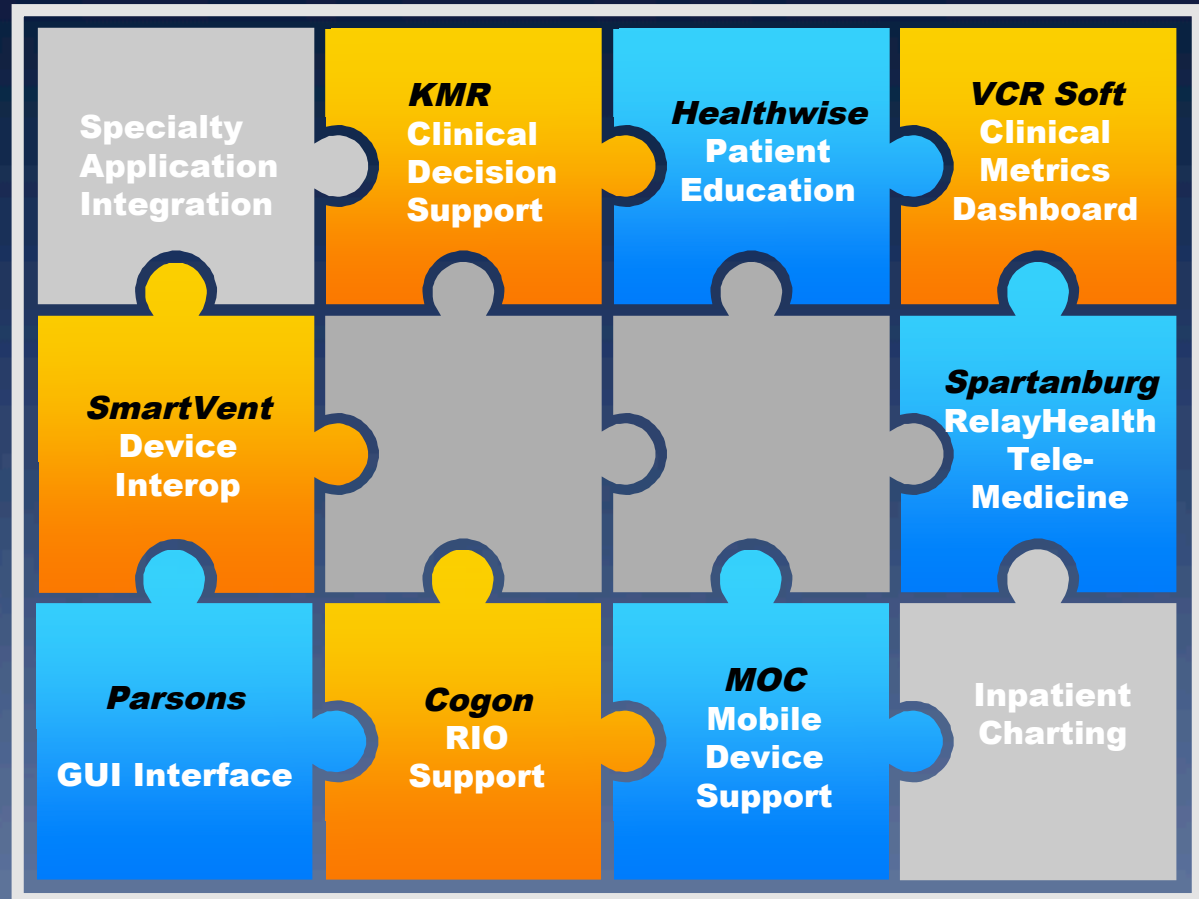 Specialty
Application
Integration
KMR
Clinical
Decision
Support
Healthwise
Patient
Education
VCR Soft
Clinical
Metrics
Dashboard
SmartVent
Device
Interop
Spartanburg
RelayHealth
Tele-
Medicine
Parsons
GUI Interface
Cogon
RIO
Support
MOC
Mobile
Device
Support
Inpatient
Charting